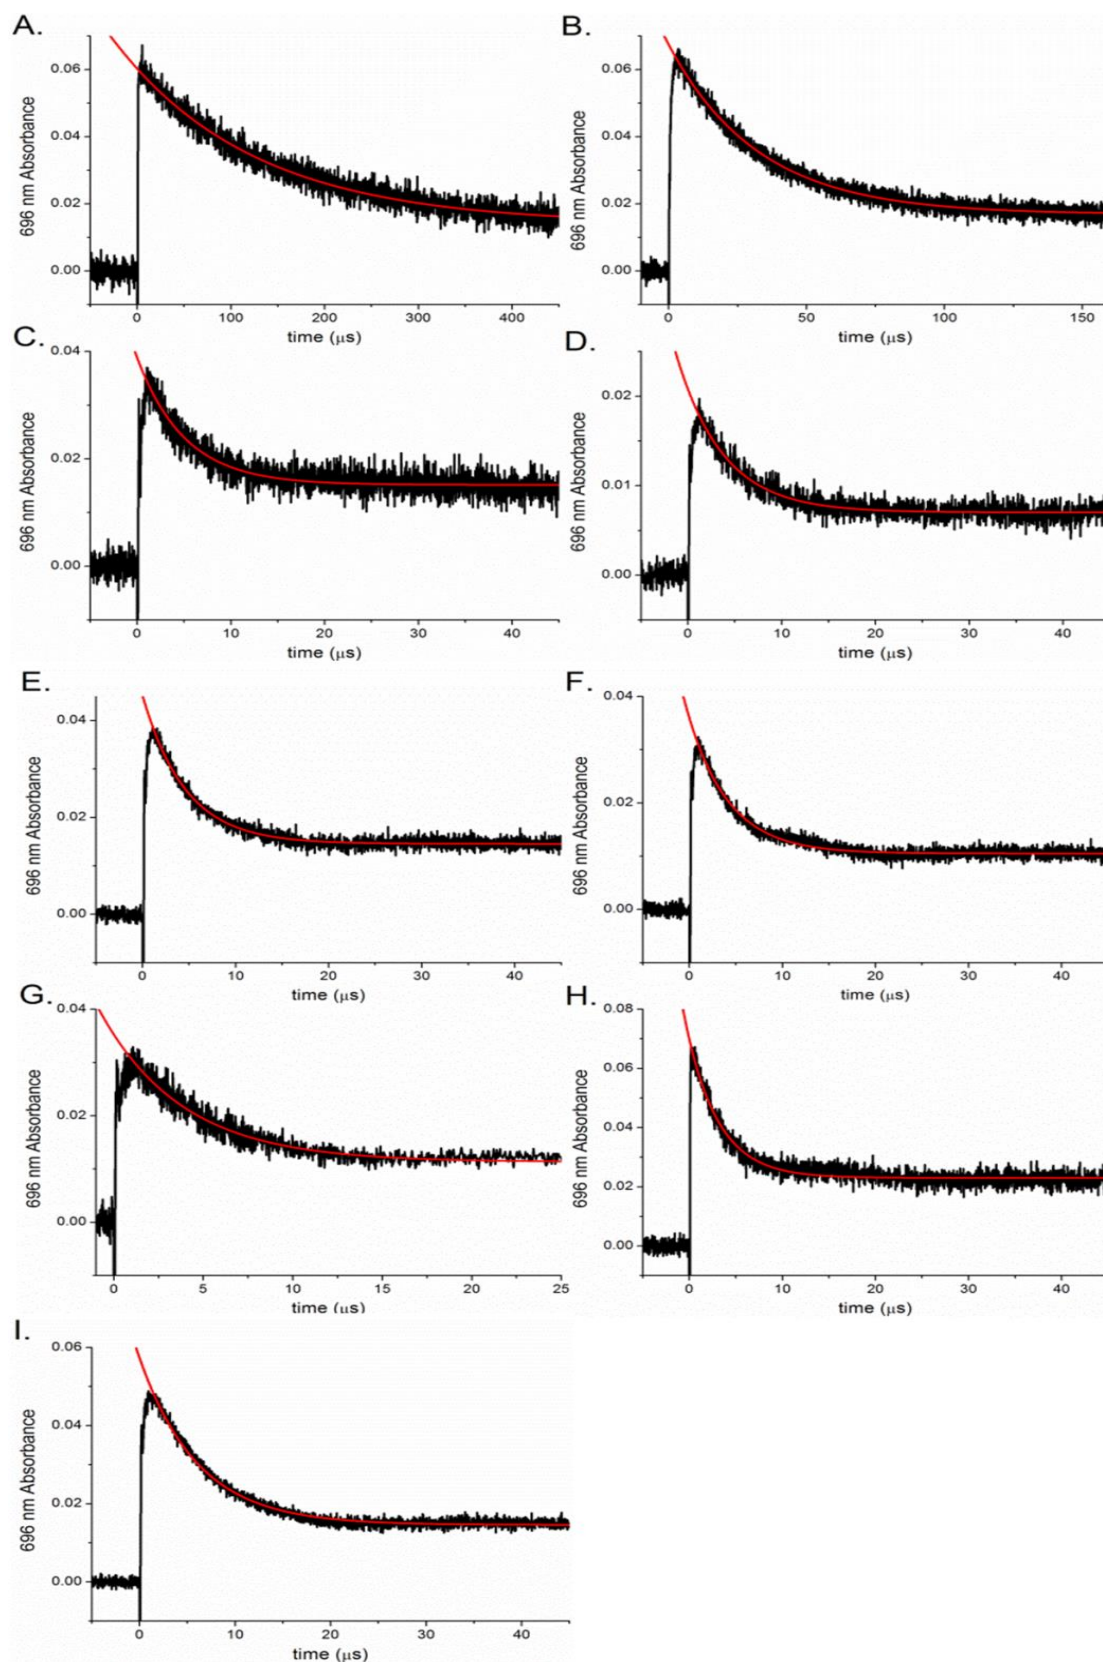 A.
696 nm Absorbance
0.06
0.04
0.02
0.00
0 100 200 300 400
time (μs)
B.
696 nm Absorbance
0.06
0.04
0.02
0.00
0 50 100 150
time (μs)
C.
696 nm Absorbance
0.04
0.02
0.00
0 10 20 30 40
time (μs)
D.
696 nm Absorbance
0.02
0.01
0.00
0 10 20 30 40
time (μs)
E.
696 nm Absorbance
0.04
0.02
0.00
0 10 20 30 40
time (μs)
F.
696 nm Absorbance
0.04
0.02
0.00
0 10 20 30 40
time (μs)
G.
696 nm Absorbance
0.04
0.02
0.00
0 5 10 15 20 25
time (μs)
H.
696 nm Absorbance
0.08
0.06
0.04
0.02
0.00
0 10 20 30 40
time (μs)
I.
696 nm Absorbance
0.06
0.04
0.02
0.00
0 10 20 30 40
time (μs)